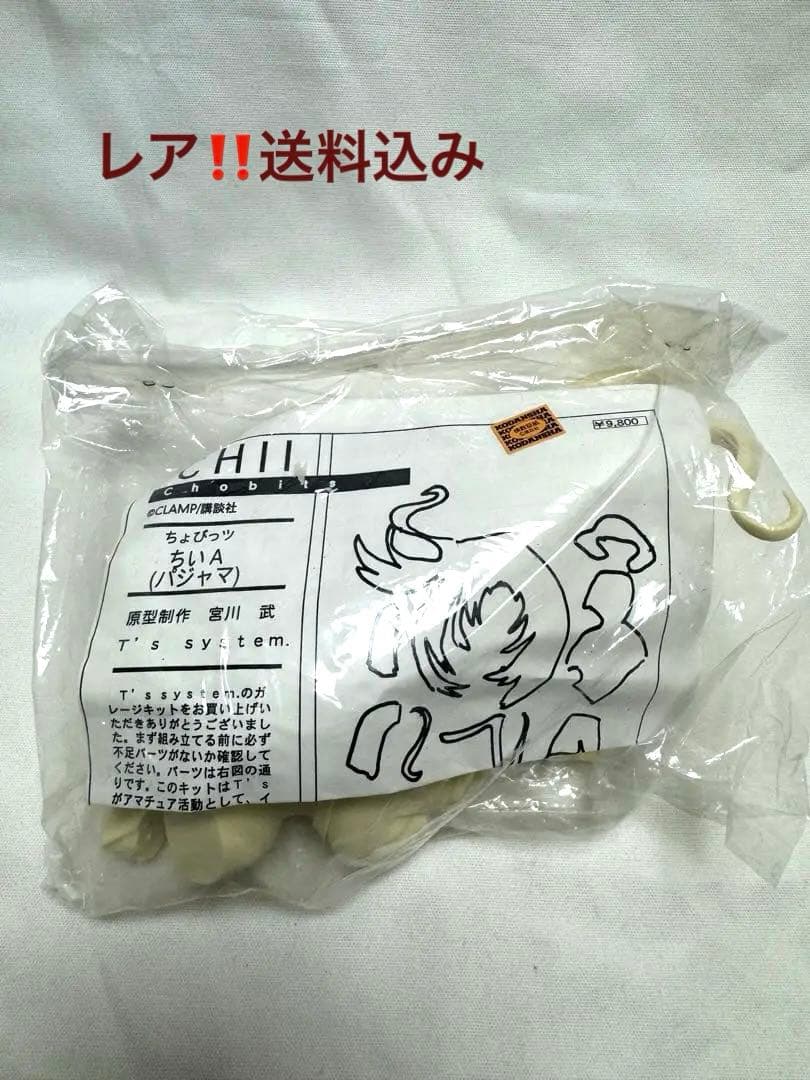 レア‼️送料込み
CHII
Chobits
©CLAMP/講談社
ちょびっツ
ちいA
(パジャマ)
原型制作 宮川 武
T's system.
T's system.のガ
レージキットをお買い上げい
ただきありがとうございまし
た。まず組み立てる前に必ず
不足パーツがないか確認して
ください。パーツは右図の通
りです。このキットはT's
がアマチュア活動として、イ
KODANSHA
KODANSHA
¥9,800